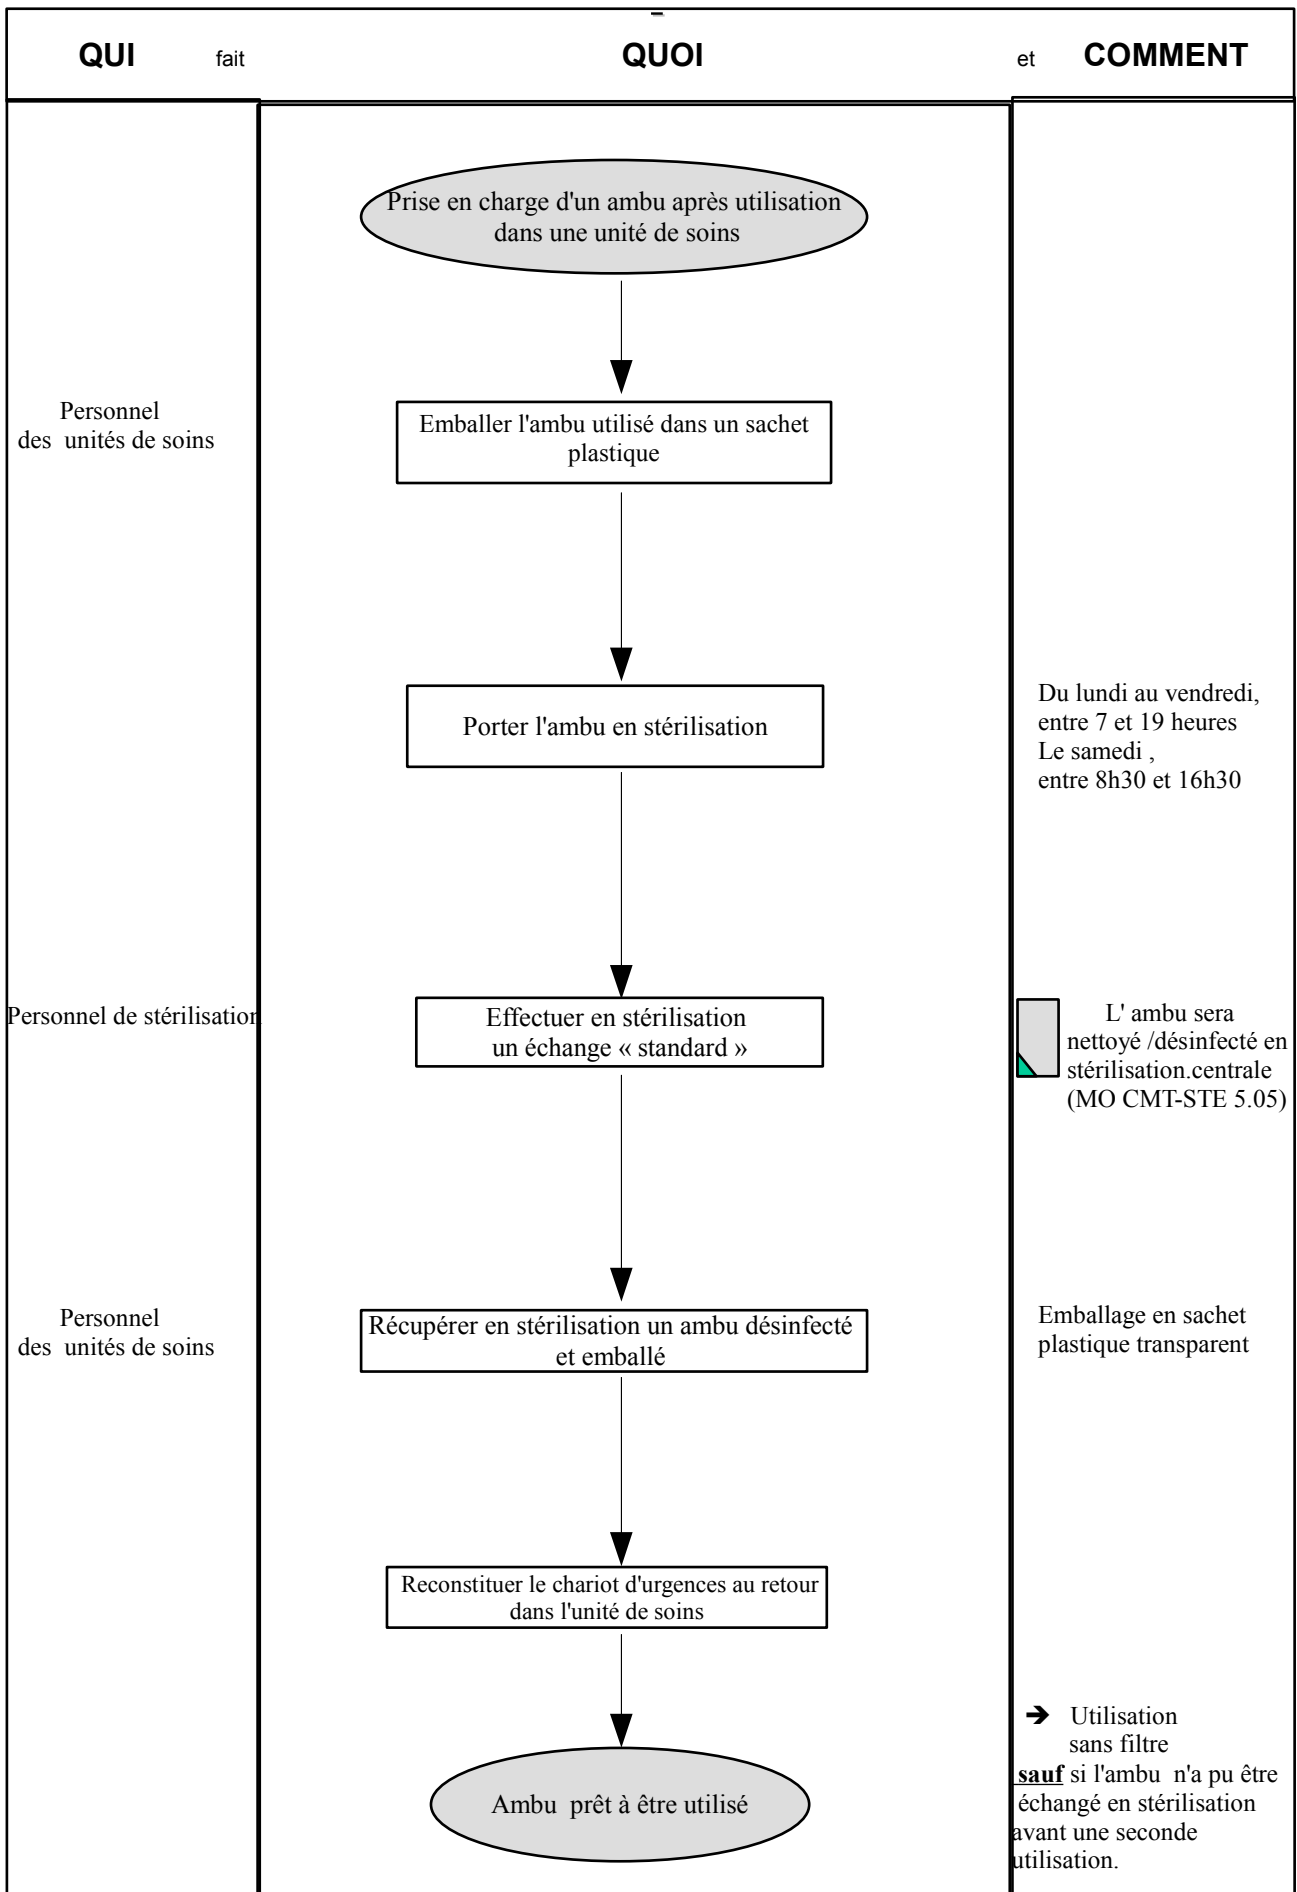 QUI fait QUOI et COMMENT
Prise en charge d'un ambu après utilisation
dans une unité de soins
Personnel
des unités de soins
Emballer l'ambu utilisé dans un sachet
plastique
Porter l'ambu en stérilisation
Du lundi au vendredi,
entre 7 et 19 heures
Le samedi ,
entre 8h30 et 16h30
Personnel de stérilisation
Effectuer en stérilisation
un échange « standard »
L' ambu sera
nettoyé /désinfecté en
stérilisation.centrale
(MO CMT-STE 5.05)
Personnel
des unités de soins
Récupérer en stérilisation un ambu désinfecté
et emballé
Emballage en sachet
plastique transparent
Reconstituer le chariot d'urgences au retour
dans l'unité de soins
Ambu prêt à être utilisé
➔ Utilisation
sans filtre
sauf si l'ambu n'a pu être
échangé en stérilisation
avant une seconde
utilisation.